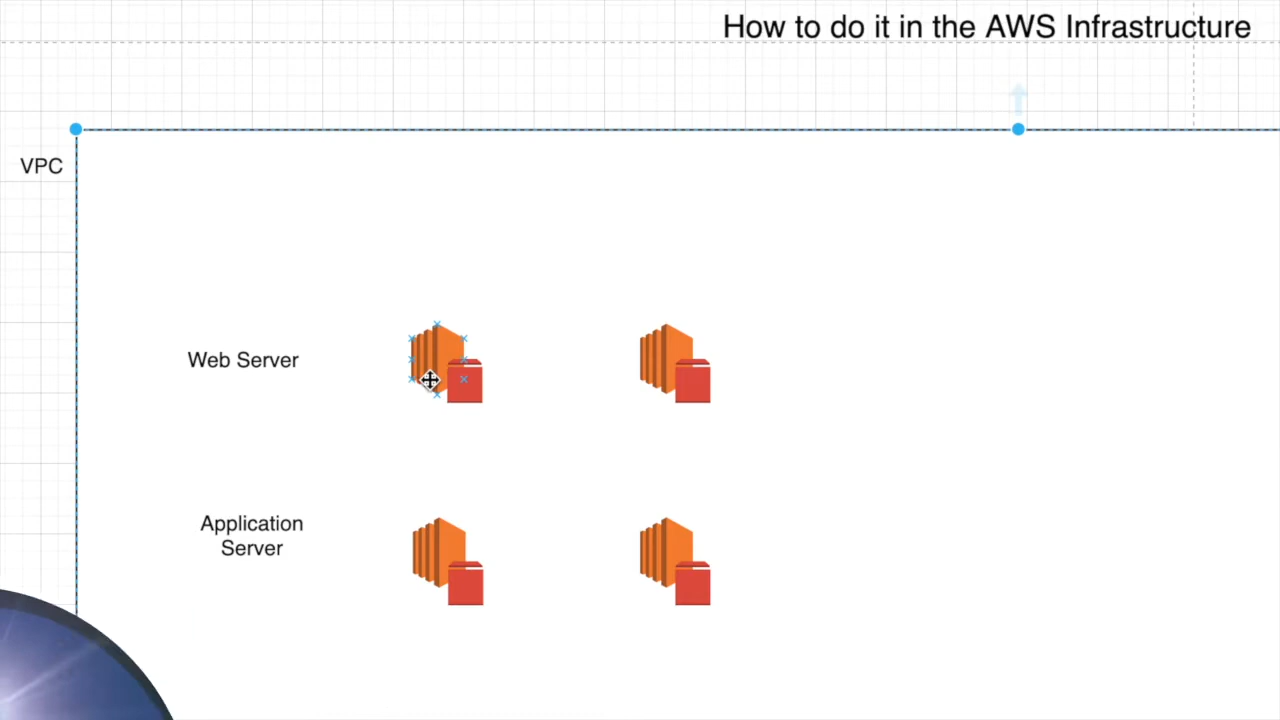 How to do it in the AWS Infrastructure
VPC
Web Server
Application
Server